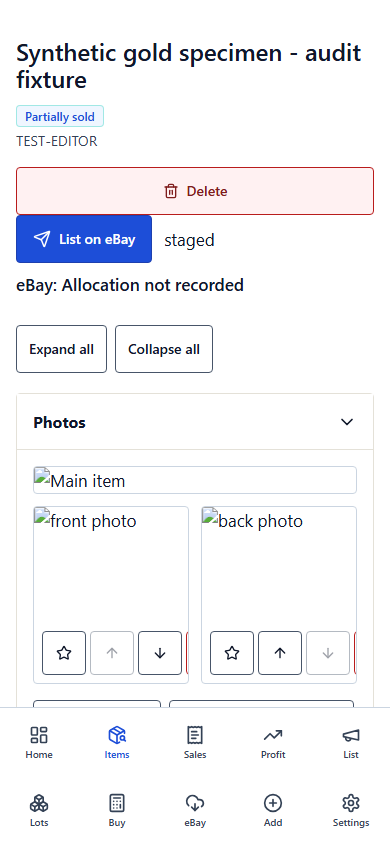 Synthetic gold specimen - audit
fixture
Partially sold
TEST-EDITOR
Delete
List on eBay staged
eBay: Allocation not recorded
Expand all Collapse all
Photos
Main item
front photo back photo
Home Items Sales Profit List
Lots Buy eBay Add Settings